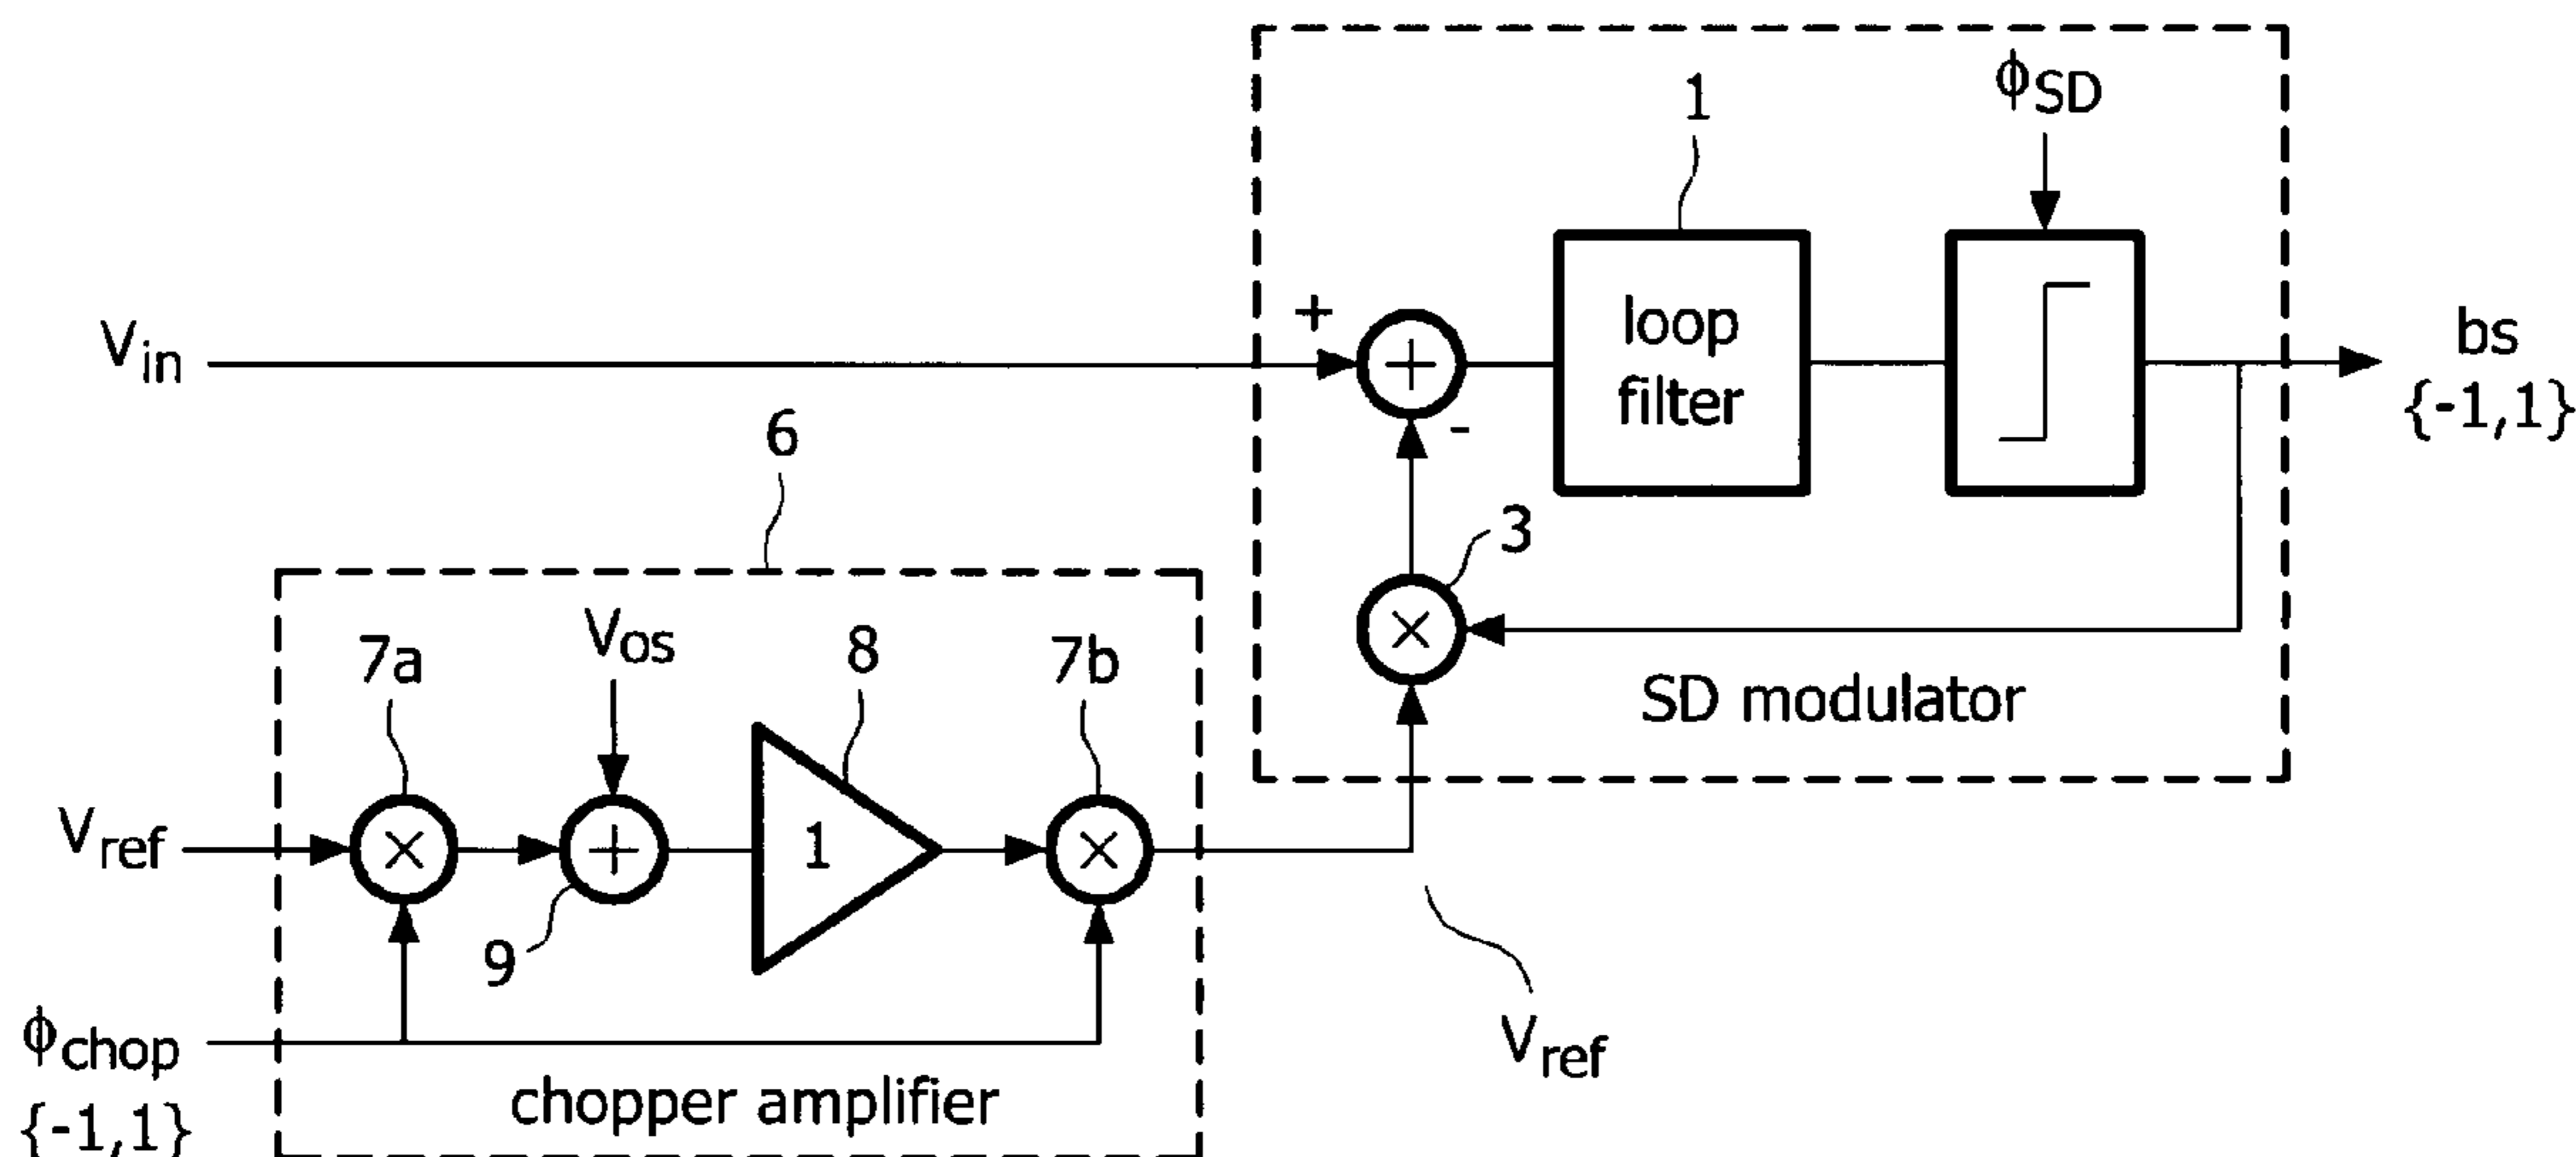 1
ϕSD
+
loop
filter
Vin
bs
{-1,1}
-
6
3
VOS
7a
8
7b
SD modulator
Vref
1
9
Vref
ϕchop
{-1,1}
chopper amplifier